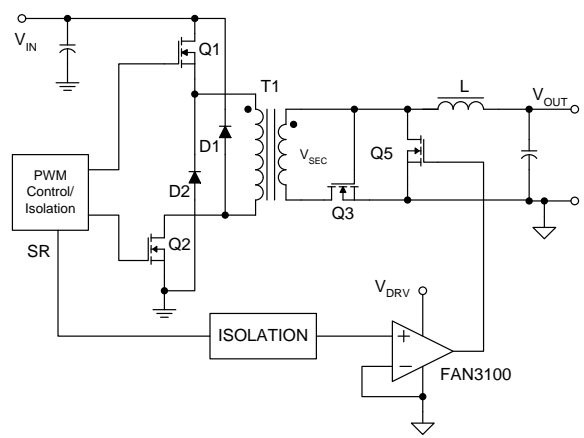 V_IN
Q1
T1
L
V_OUT
D1
V_SEC
Q5
PWM
Control/
Isolation
D2
Q3
Q2
SR
V_DRV
ISOLATION
+
−
FAN3100